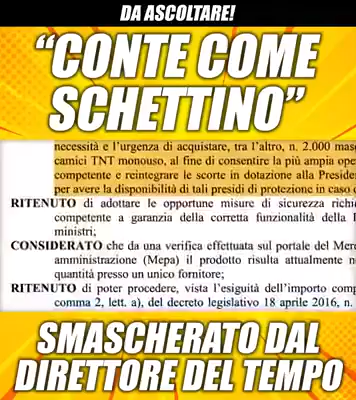 DA ASCOLTARE!
“CONTE COME
SCHETTINO”
necessità e l'urgenza di acquistare, tra l'altro, n. 2.000
camici TNT monouso, al fine di consentire la più ampia
competente e reintegrare le scorte in dotazione alla
per avere la disponibilità di tali presidi di protezione in caso
RITENUTO di adottare le opportune misure di sicurezza
competente a garanzia della corretta funzionalità della
ministri;
CONSIDERATO che da una verifica effettuata sul portale del
amministrazione (Mepa) il prodotto risulta attualmente
quantità presso un unico fornitore;
RITENUTO di poter procedere, vista l'esiguità dell'importo
comma 2, lett. a), del decreto legislativo 18 aprile 2016, n.
SMASCHERATO DAL
DIRETTORE DEL TEMPO